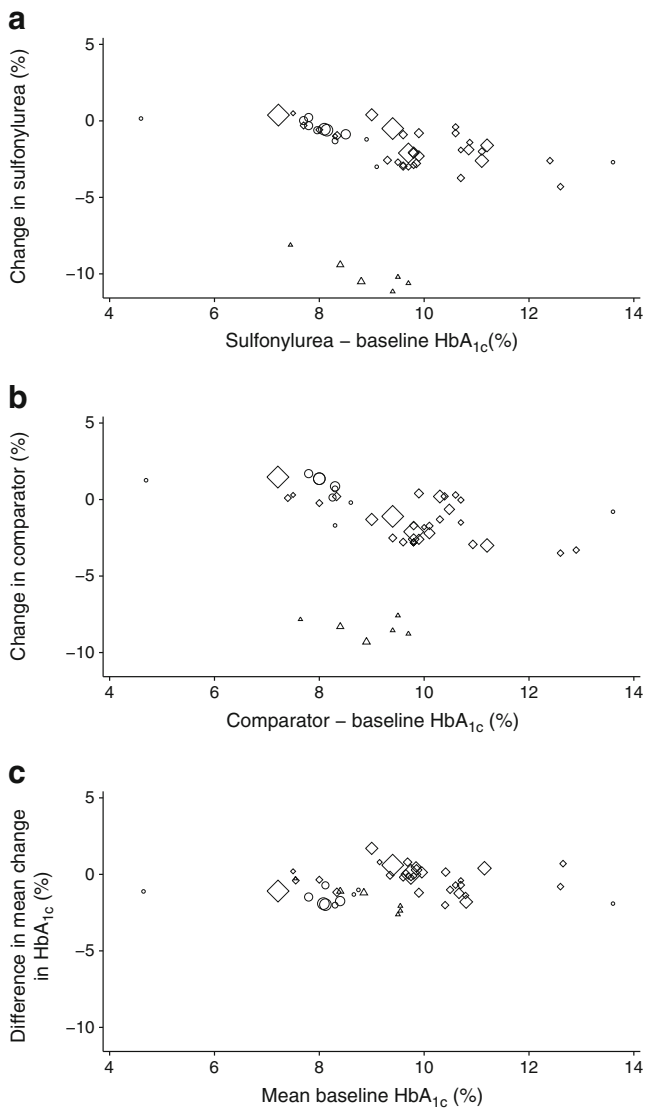 a
Change in sulfonylurea (%)
5
0
−5
−10
4 6 8 10 12 14
Sulfonylurea – baseline HbA1c(%)
b
Change in comparator (%)
5
0
−5
−10
4 6 8 10 12 14
Comparator – baseline HbA1c (%)
c
Difference in mean change
in HbA1c (%)
5
0
−5
−10
4 6 8 10 12 14
Mean baseline HbA1c (%)